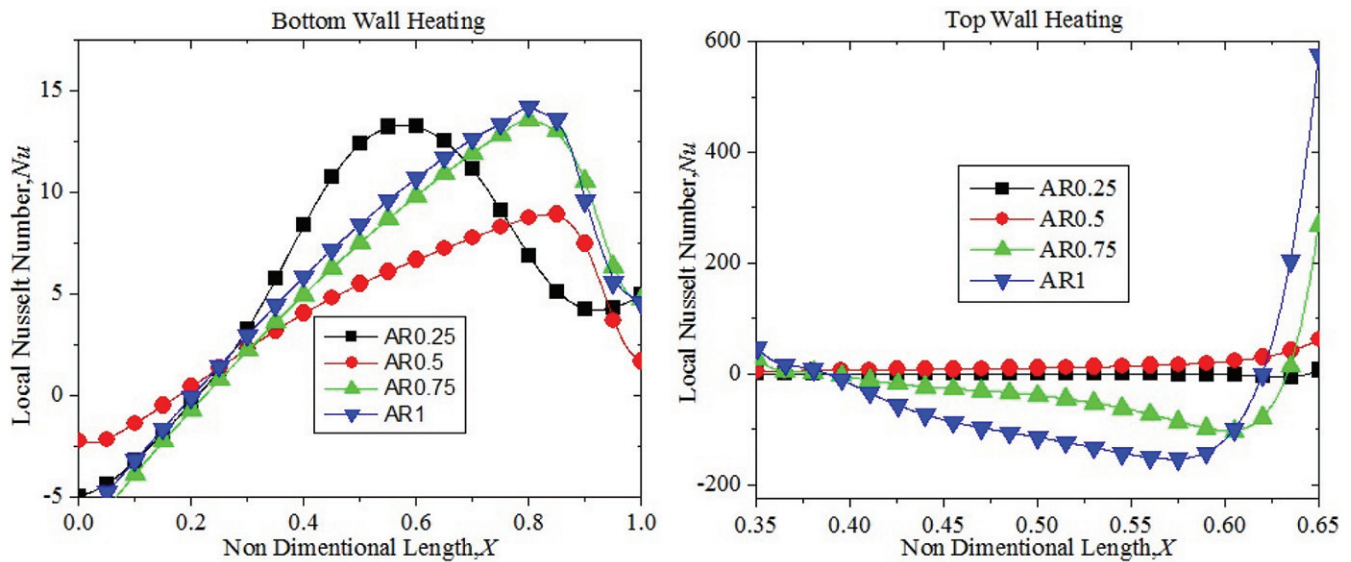 Bottom Wall Heating
15
10
5
0
-5
0.0 0.2 0.4 0.6 0.8 1.0
Local Nusselt Number,Nu
Non Dimentional Length,X
AR0.25
AR0.5
AR0.75
AR1
Top Wall Heating
600
400
200
0
-200
0.35 0.40 0.45 0.50 0.55 0.60 0.65
Local Nusselt Number,Nu
Non Dimentional Length,X
AR0.25
AR0.5
AR0.75
AR1